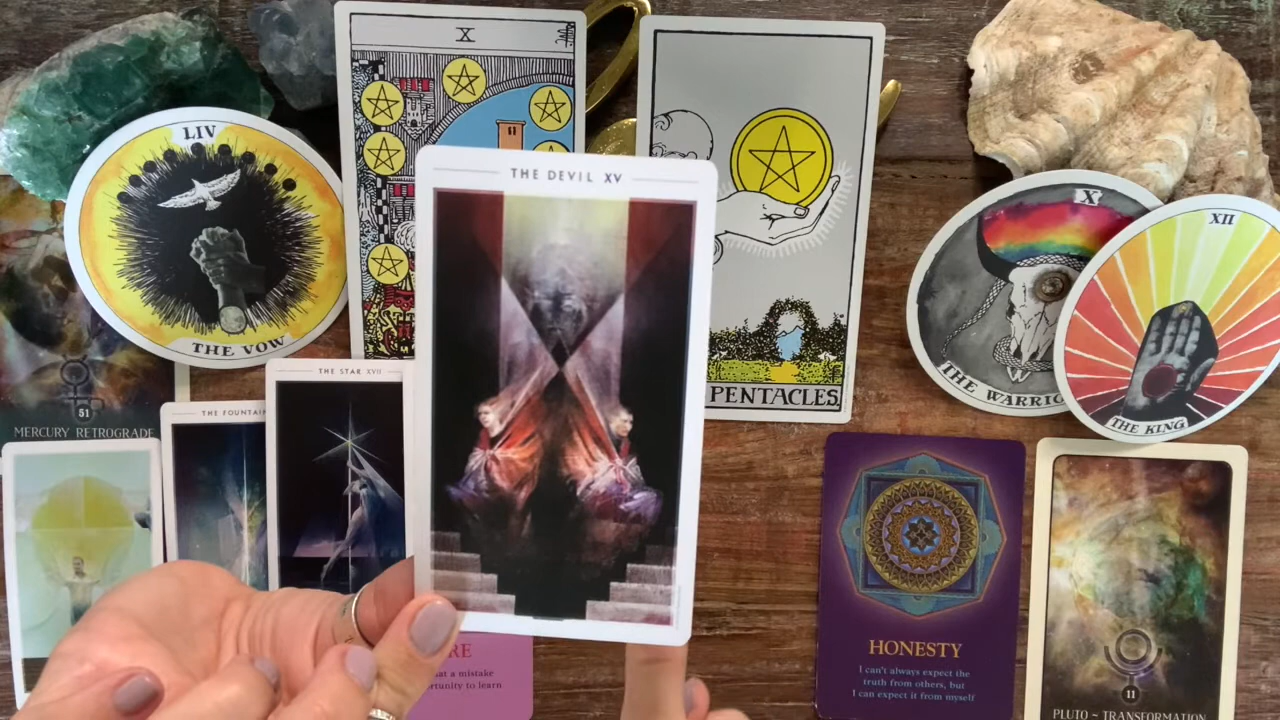 X
LIV
THE VOW
THE DEVIL XV
PENTACLES
X
THE WARRIO
XII
THE KING
51
MERCURY RETROGRADE
THE FOUNTAIN
THE STAR XVII
HONESTY
I can't always expect the
truth from others, but
I can expect it from myself
11
PLUTO ~ TRANSFORMATION
RE
at a mistake
ortunity to learn